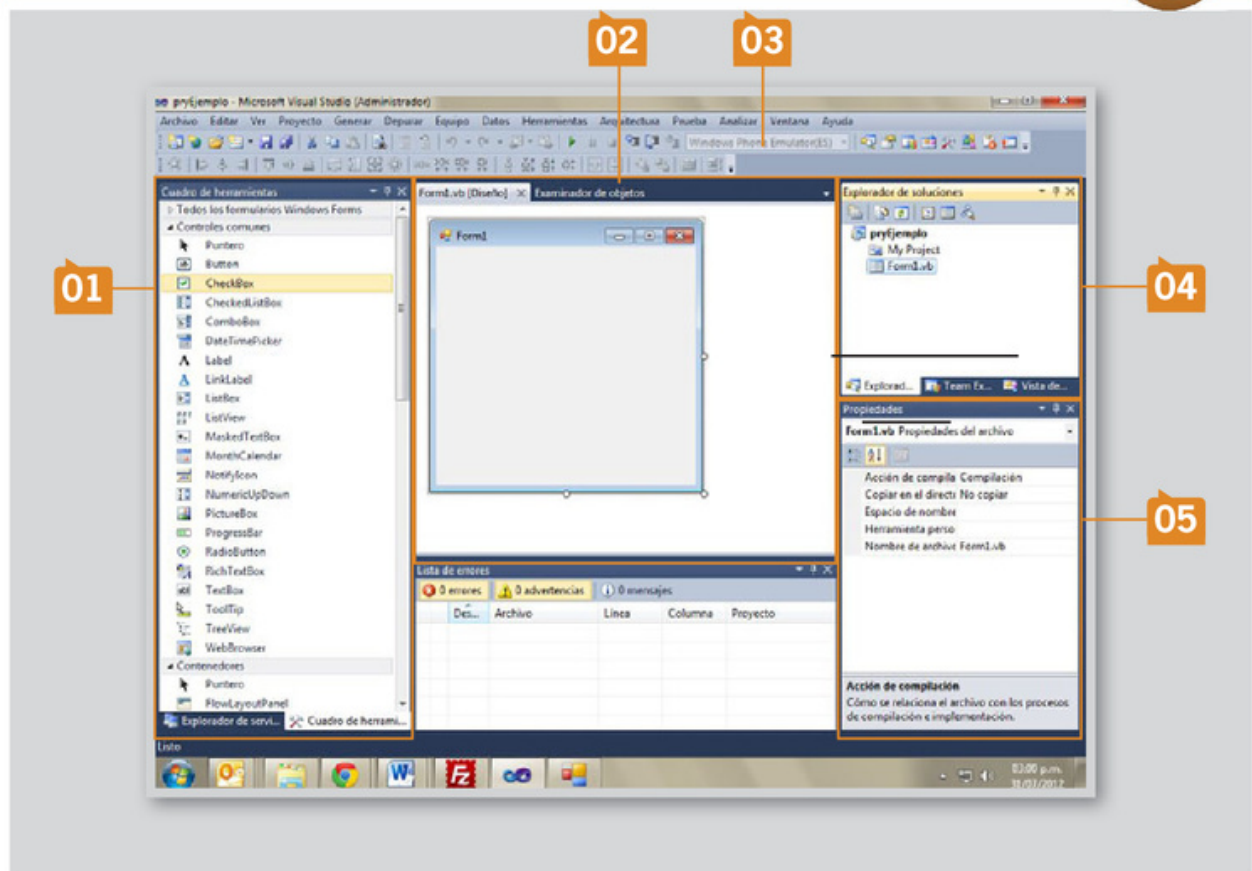 02
03
pryEjemplo - Microsoft Visual Studio (Administrador)
Archivo Editar Ver Proyecto Generar Depurar Equipo Datos Herramientas Arquitectura Prueba Analizar Ventana Ayuda
Windows Phone Emulator(ES)
Cuadro de herramientas
Todos los formularios Windows Forms
Controles comunes
Puntero
Button
CheckBox
CheckedListBox
ComboBox
DateTimePicker
Label
LinkLabel
ListBox
ListView
MaskedTextBox
MonthCalendar
NotifyIcon
NumericUpDown
PictureBox
ProgressBar
RadioButton
RichTextBox
TextBox
ToolTip
TreeView
WebBrowser
Contenedores
Puntero
FlowLayoutPanel
Explorador de servi...
Cuadro de herrami...
01
Form1.vb [Diseño]
Examinador de objetos
Form1
Lista de errores
0 errores
0 advertencias
0 mensajes
Des...
Archivo
Línea
Columna
Proyecto
Explorador de soluciones
pryEjemplo
My Project
Form1.vb
Explorad...
Team Ex...
Vista de...
04
Propiedades
Form1.vb Propiedades del archivo
Acción de compila Compilación
Copiar en el directi No copiar
Espacio de nombre
Herramienta perso
Nombre de archive Form1.vb
Acción de compilación
Cómo se relaciona el archivo con los procesos
de compilación e implementación.
05
Listo
03:00 p.m.